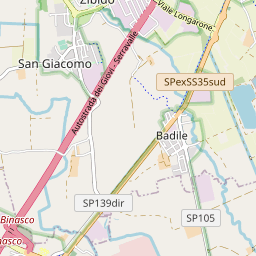 Zibido
Viale Longarone
San Giacomo
SPexSS35sud
Autostrada dei Giovi - Serravalle
Badile
SP139dir
SP105
Binasco
Binasco